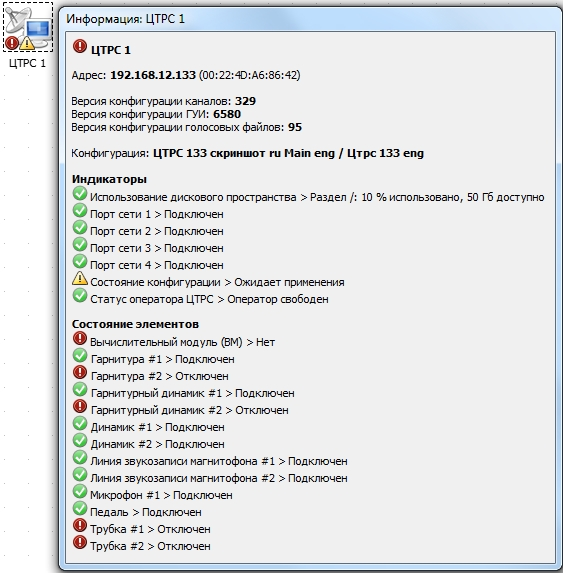 ЦТРС 1
Информация: ЦТРС 1
ЦТРС 1
Адрес: 192.168.12.133 (00:22:4D:A6:86:42)
Версия конфигурации каналов: 329
Версия конфигурации ГУИ: 6580
Версия конфигурации голосовых файлов: 95
Конфигурация: ЦТРС 133 скриншот ru Main eng / Цтрс 133 eng
Индикаторы
Использование дискового пространства > Раздел /: 10 % использовано, 50 Гб доступно
Порт сети 1 > Подключен
Порт сети 2 > Подключен
Порт сети 3 > Подключен
Порт сети 4 > Подключен
Состояние конфигурации > Ожидает применения
Статус оператора ЦТРС > Оператор свободен
Состояние элементов
Вычислительный модуль (ВМ) > Нет
Гарнитура #1 > Подключен
Гарнитура #2 > Отключен
Гарнитурный динамик #1 > Подключен
Гарнитурный динамик #2 > Отключен
Динамик #1 > Подключен
Динамик #2 > Подключен
Линия звукозаписи магнитофона #1 > Подключен
Линия звукозаписи магнитофона #2 > Подключен
Микрофон #1 > Подключен
Педаль > Подключен
Трубка #1 > Отключен
Трубка #2 > Отключен